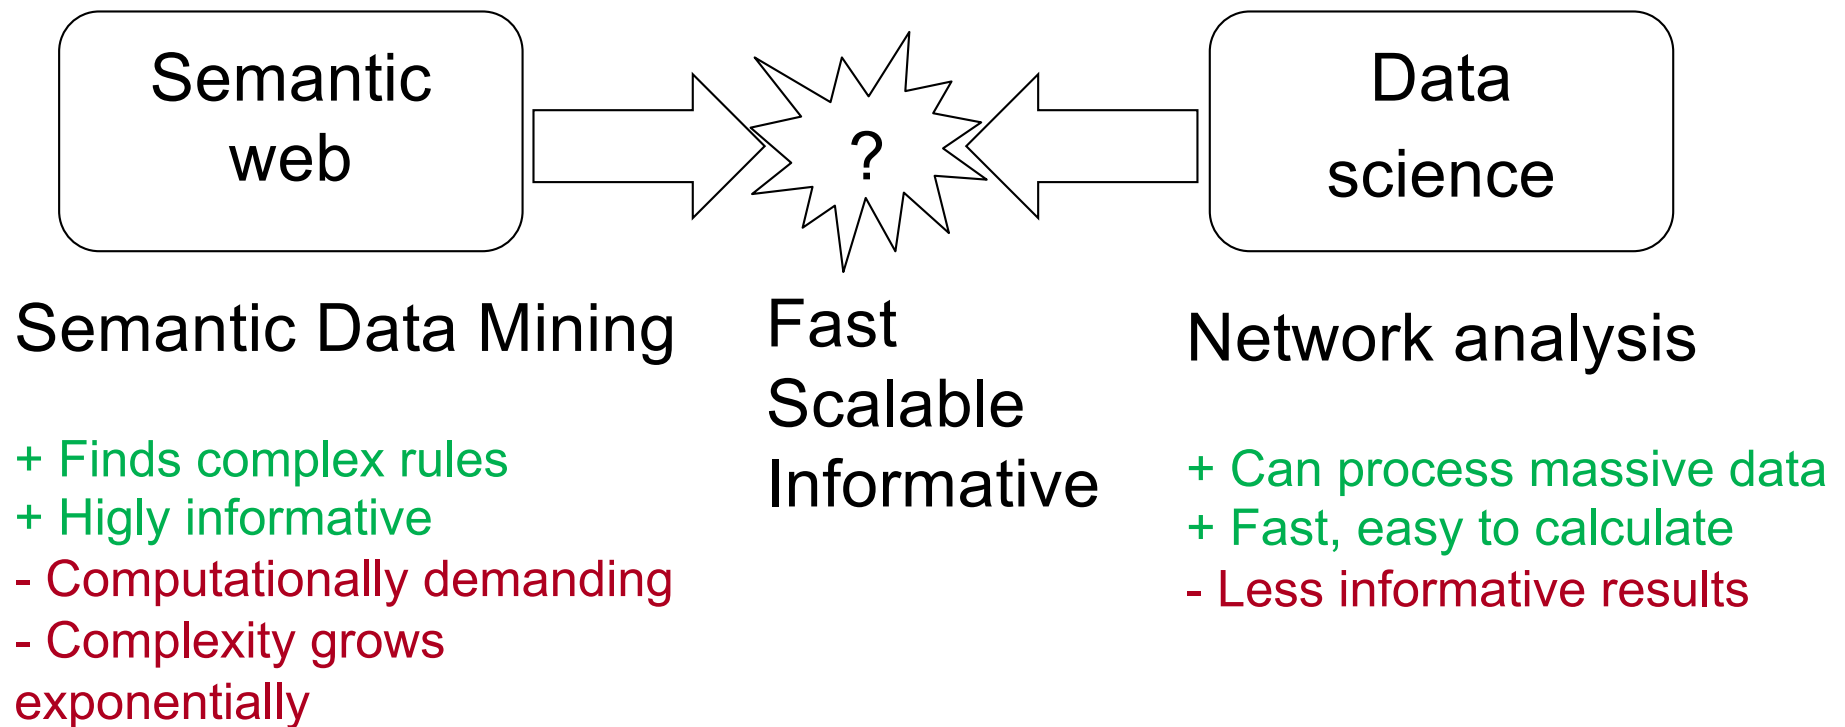 Semantic
web
?
Data
science
Semantic Data Mining
+ Finds complex rules
+ Higly informative
- Computationally demanding
- Complexity grows
exponentially
Fast
Scalable
Informative
Network analysis
+ Can process massive data
+ Fast, easy to calculate
- Less informative results